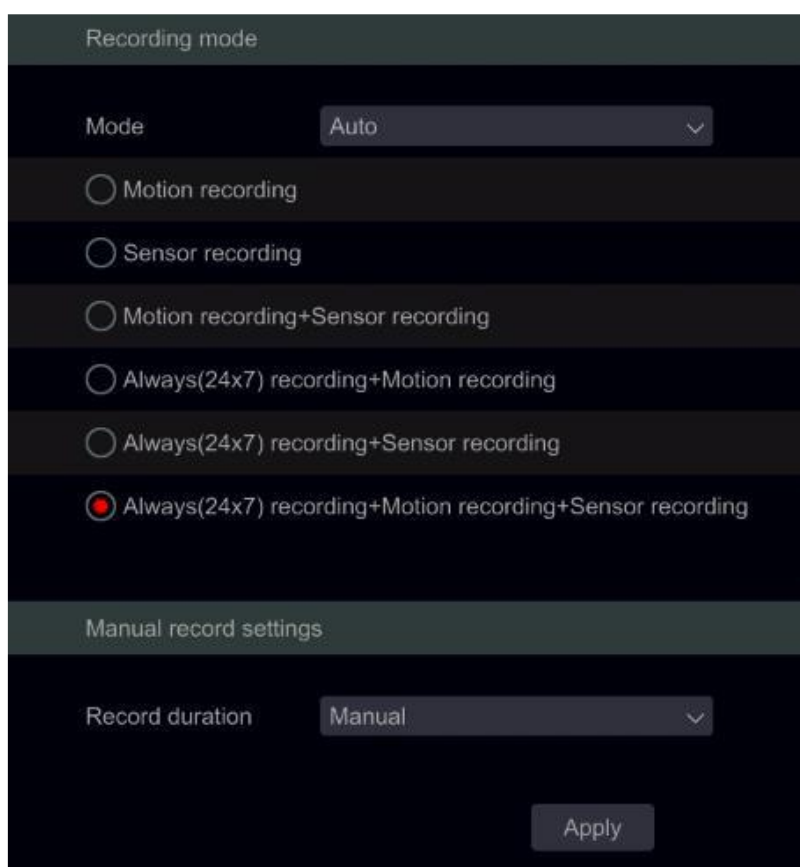 Recording mode
Mode Auto
Motion recording
Sensor recording
Motion recording+Sensor recording
Always(24x7) recording+Motion recording
Always(24x7) recording+Sensor recording
Always(24x7) recording+Motion recording+Sensor recording
Manual record settings
Record duration Manual
Apply